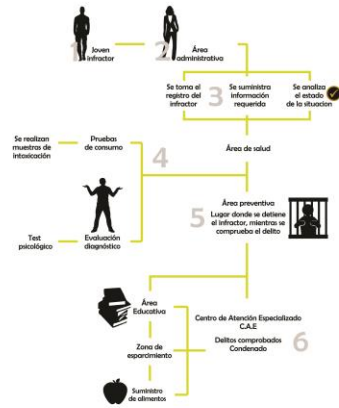 1
Joven
infractor
2
Área
administrativa
Se toma el
registro del
infractor
3
Se suministra
información
requerida
Se analiza
el estado
de la situacion
Área de salud
Se realizan
muestras de
intoxicación
Pruebas
de consumo
4
Test
psicológico
Evaluación
diagnóstico
5
Área preventiva
Lugar donde se detiene
el infractor, mientras se
comprueba el delito
Área
Educativa
Zona de
esparcimiento
Suministro
de alimentos
Centro de Atención Especializado
C.A.E
Delitos comprobados
Condenado
6